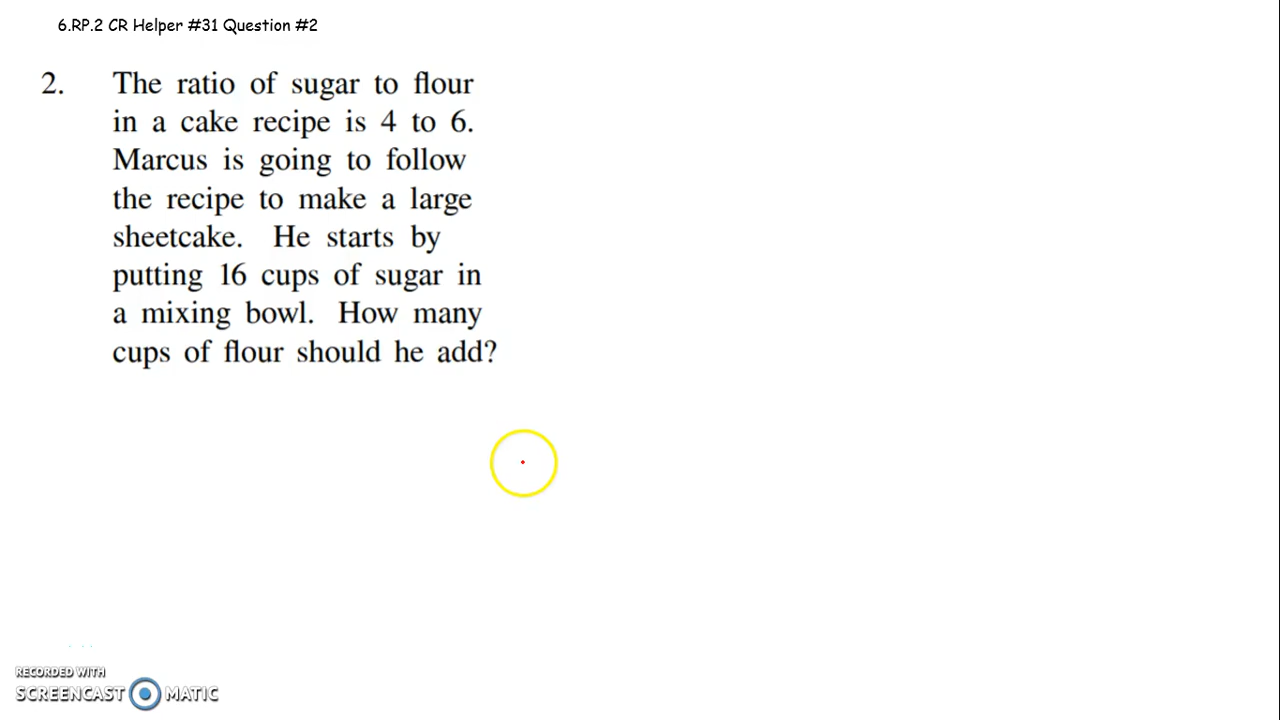 6.RP.2 CR Helper #31 Question #2
2. The ratio of sugar to flour
in a cake recipe is 4 to 6.
Marcus is going to follow
the recipe to make a large
sheetcake. He starts by
putting 16 cups of sugar in
a mixing bowl. How many
cups of flour should he add?
RECORDED WITH
SCREENCAST MATIC